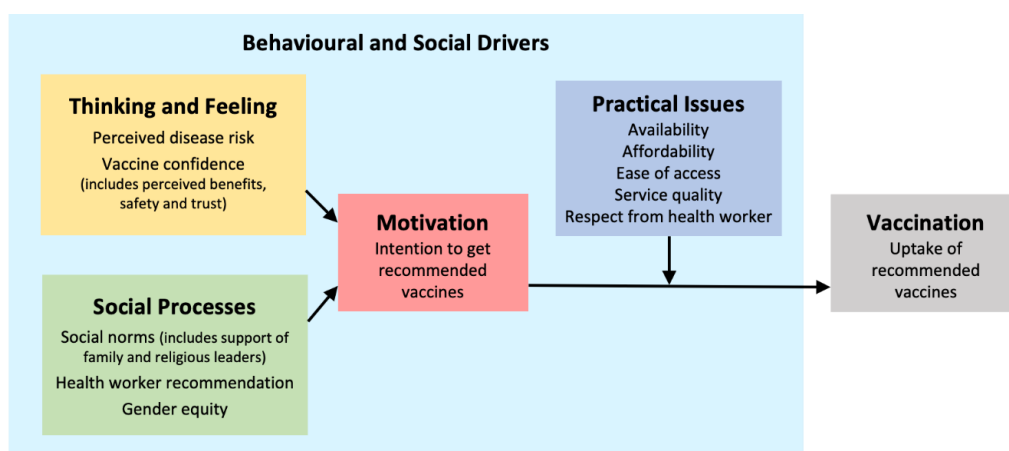 Behavioural and Social Drivers
Thinking and Feeling
Perceived disease risk
Vaccine confidence
(includes perceived benefits,
safety and trust)
Social Processes
Social norms (includes support of
family and religious leaders)
Health worker recommendation
Gender equity
Motivation
Intention to get
recommended
vaccines
Practical Issues
Availability
Affordability
Ease of access
Service quality
Respect from health worker
Vaccination
Uptake of
recommended
vaccines